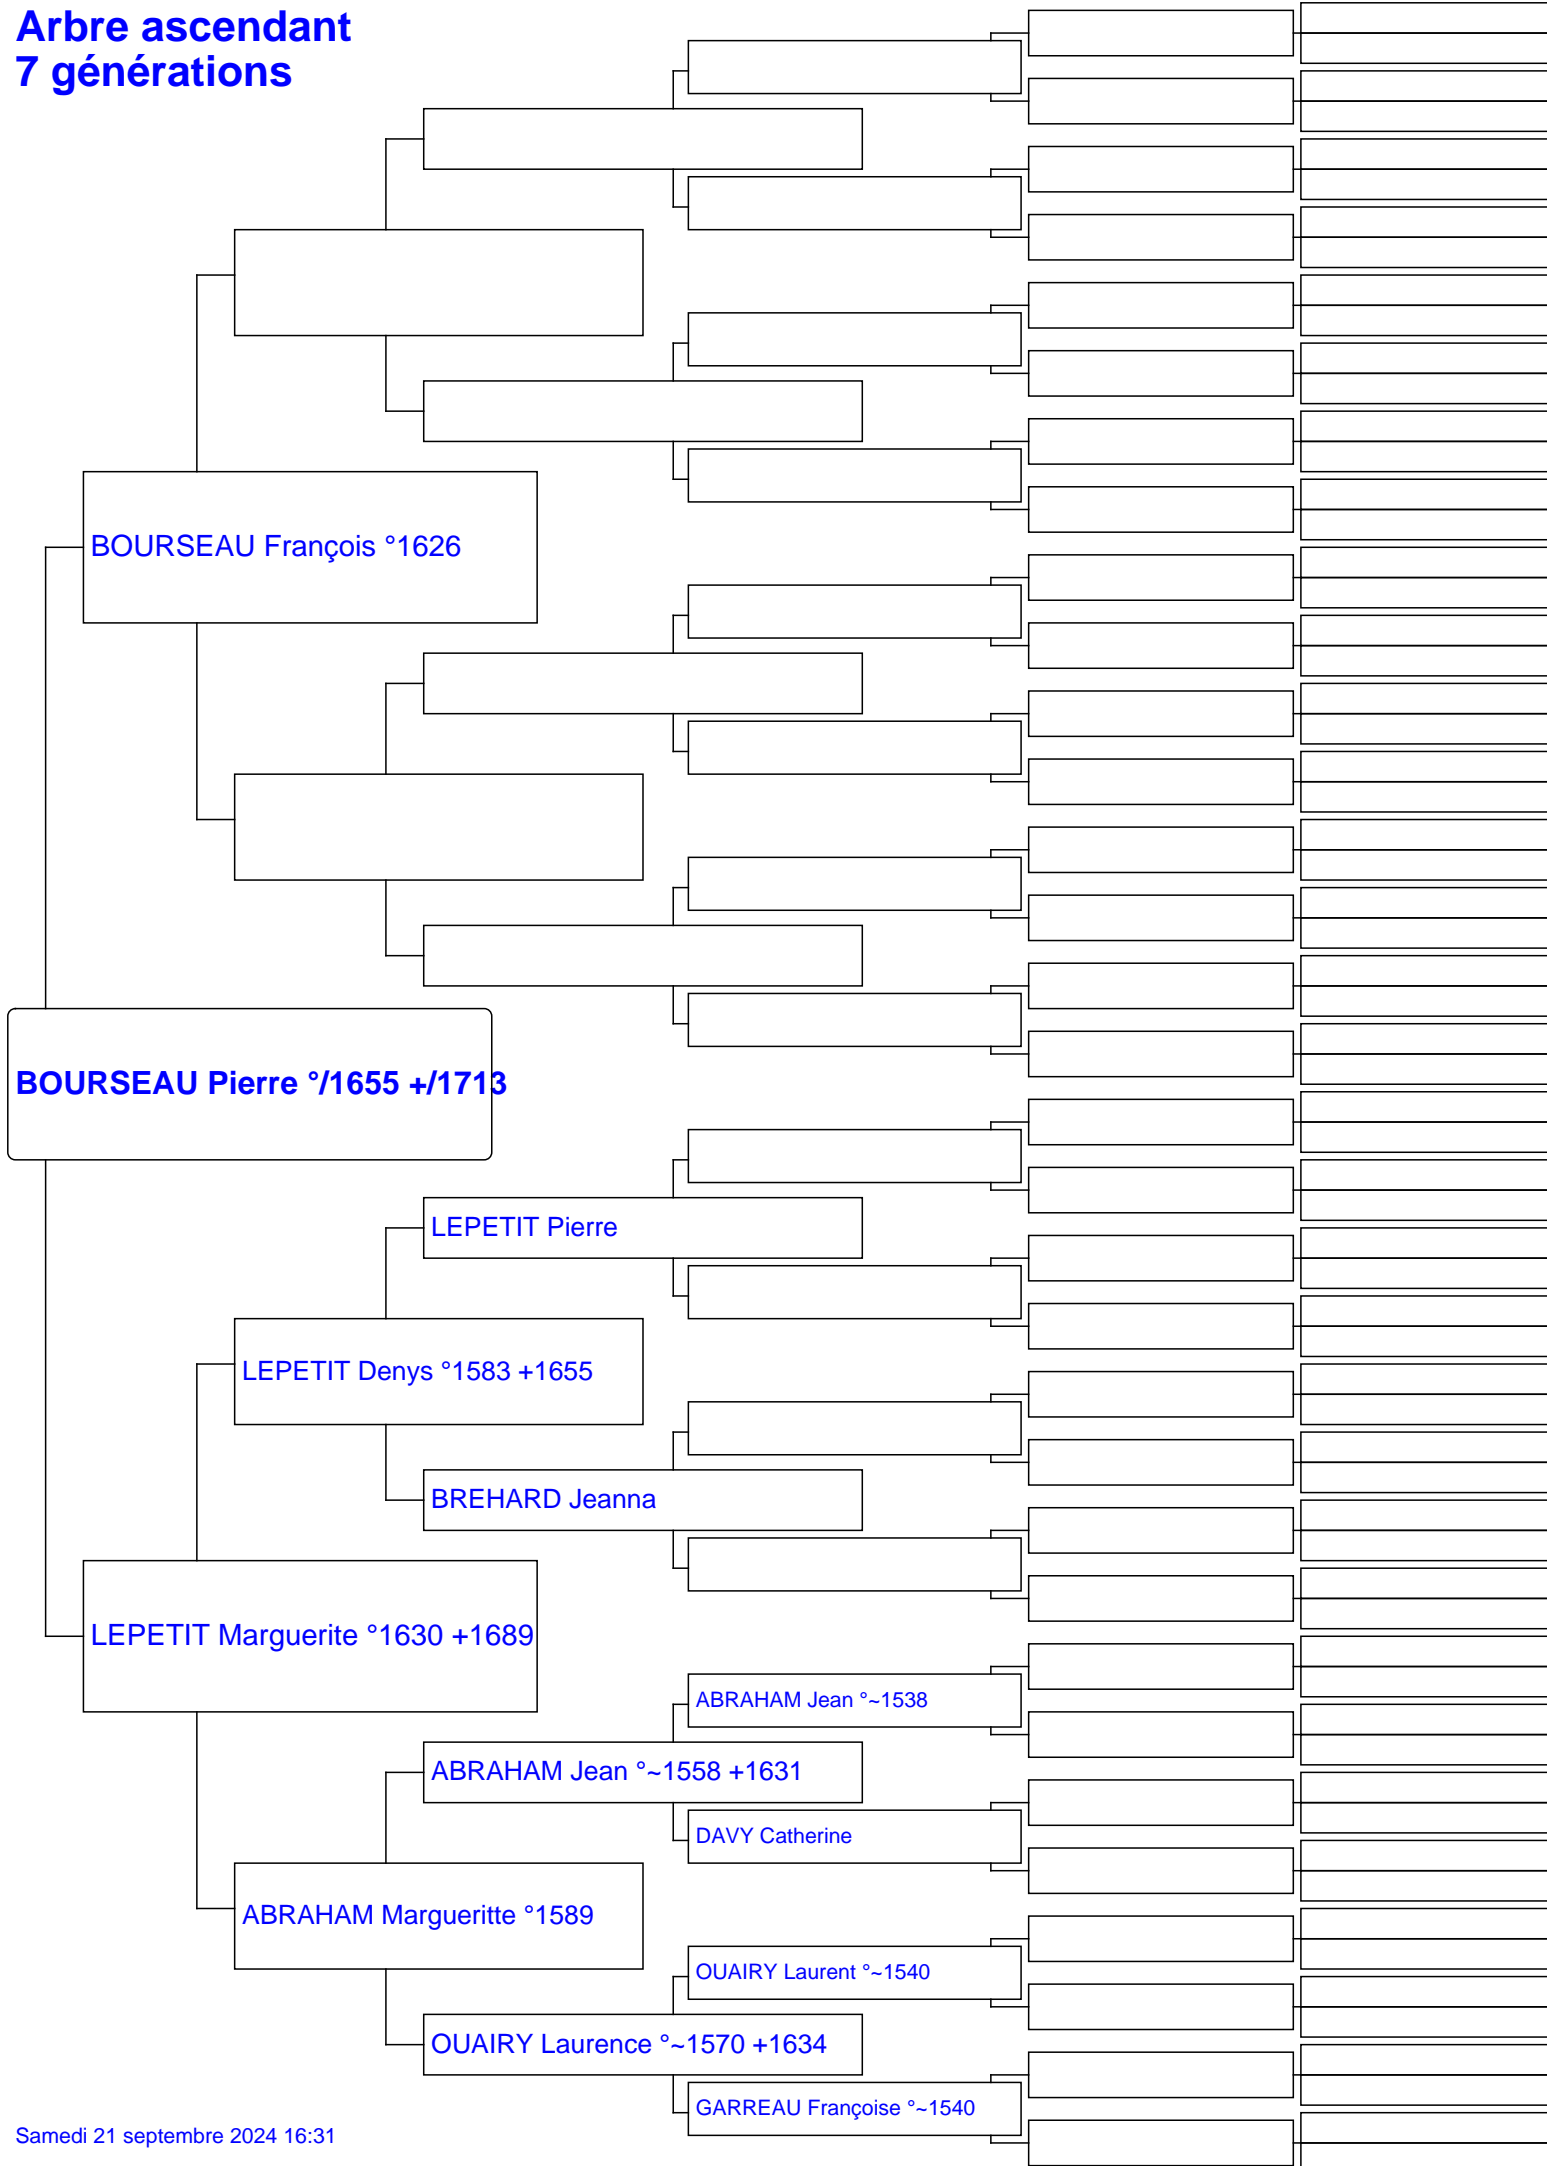 Arbre ascendant
7 générations
BOURSEAU François °1626
BOURSEAU Pierre °/1655 +/1713
LEPETIT Pierre
LEPETIT Denys °1583 +1655
BREHARD Jeanna
LEPETIT Marguerite °1630 +1689
ABRAHAM Jean °~1538
ABRAHAM Jean °~1558 +1631
DAVY Catherine
ABRAHAM Margueritte °1589
OUAIRY Laurent °~1540
OUAIRY Laurence °~1570 +1634
GARREAU Françoise °~1540
Samedi 21 septembre 2024 16:31